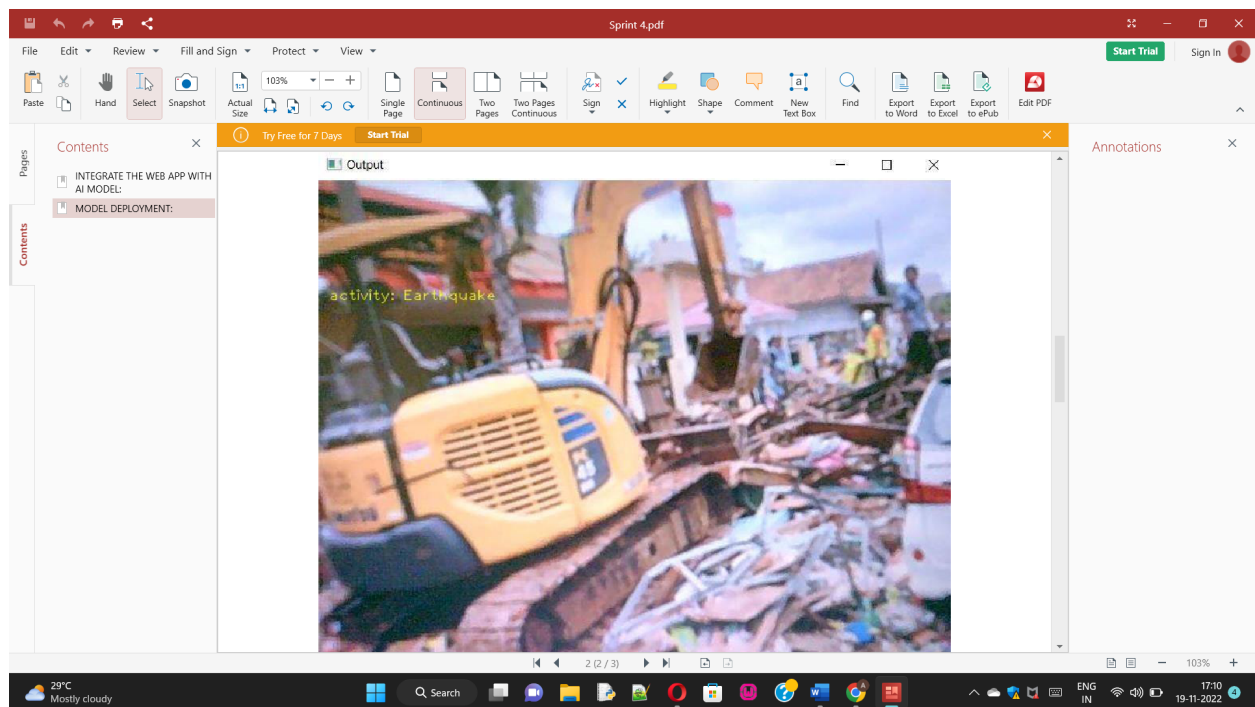 Sprint 4.pdf
File Edit Review Fill and Sign Protect View
Start Trial Sign In
Paste Hand Select Snapshot Actual Size 1:1 103% Single Page Continuous Two Pages Two Pages Continuous Sign Highlight Shape Comment New Text Box Find Export to Word Export to Excel Export to ePub Edit PDF
Try Free for 7 Days Start Trial
Pages
Contents
Contents
INTEGRATE THE WEB APP WITH
AI MODEL:
MODEL DEPLOYMENT:
Annotations
Output
activity: Earthquake
45
2 (2 / 3)
103%
29°C
Mostly cloudy
Search
ENG
IN
17:10
19-11-2022
4